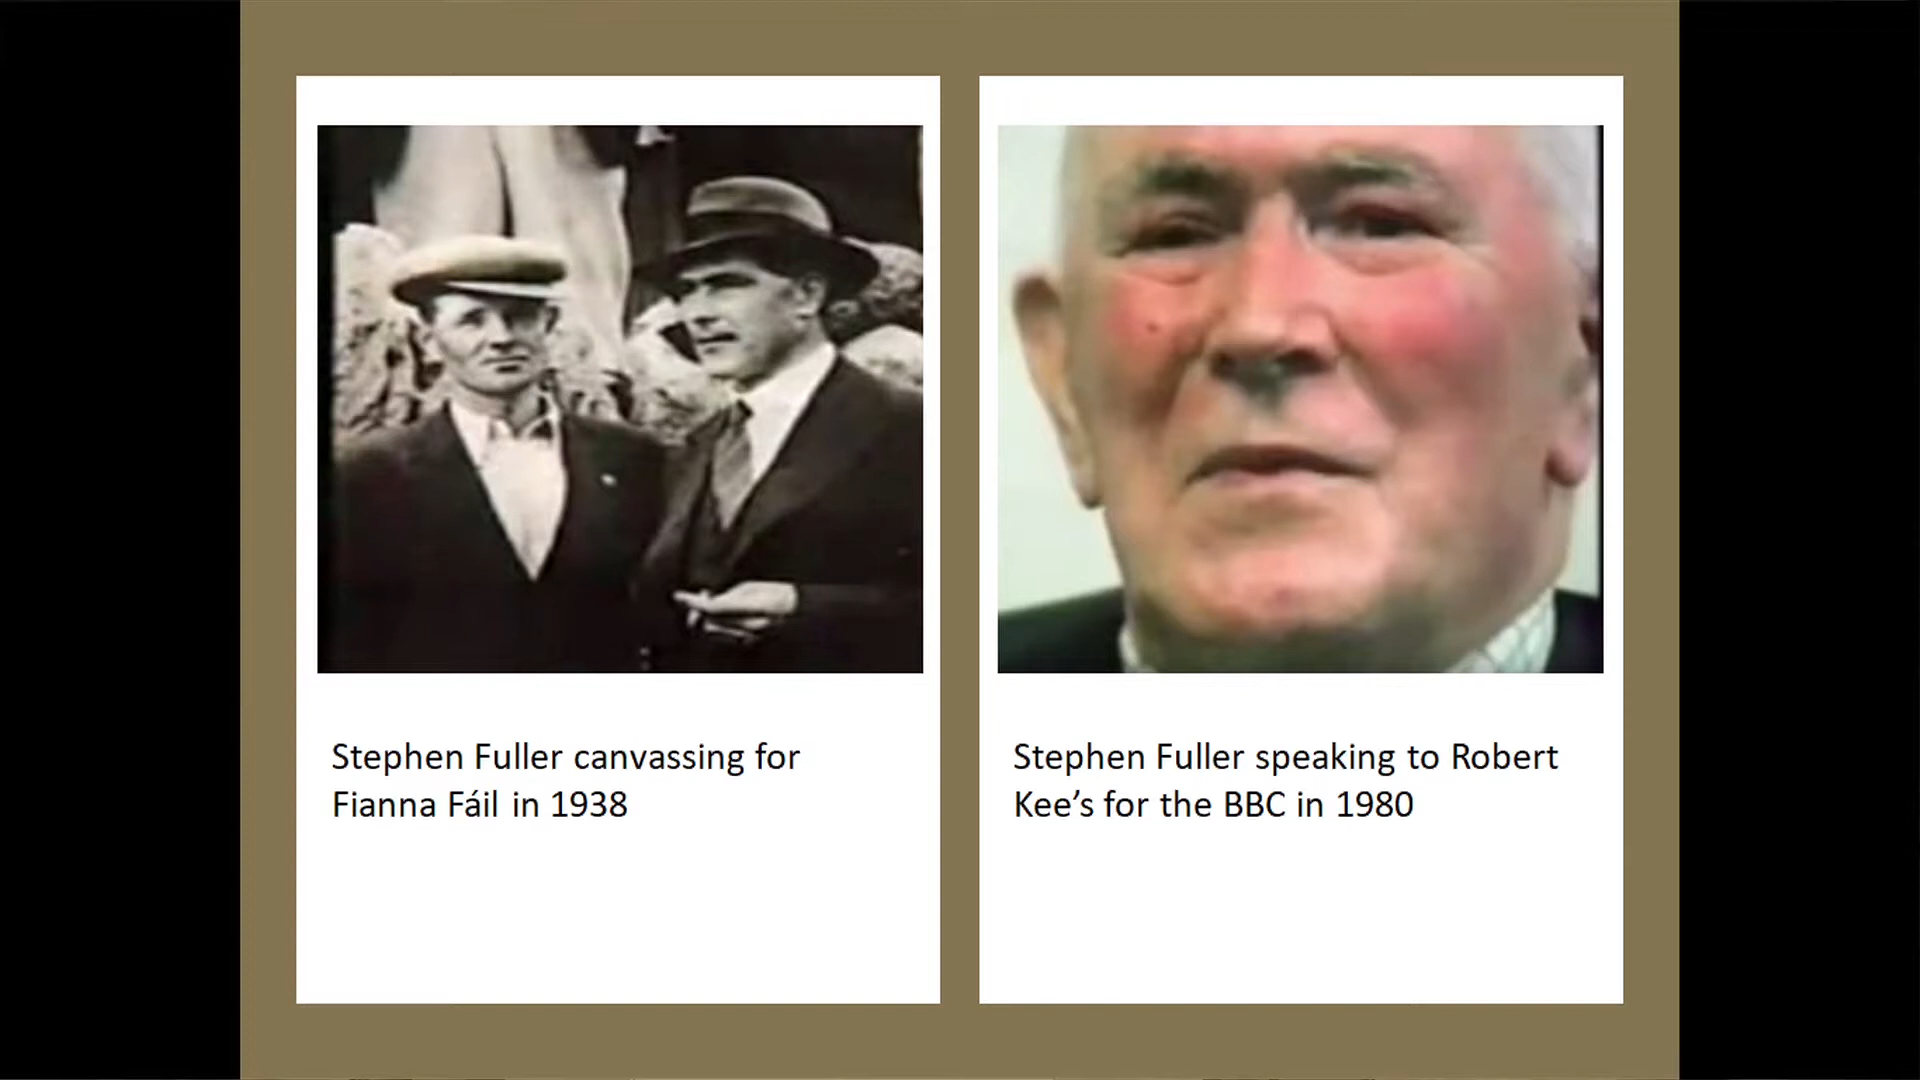 Stephen Fuller canvassing for
Fianna Fáil in 1938
Stephen Fuller speaking to Robert
Kee’s for the BBC in 1980